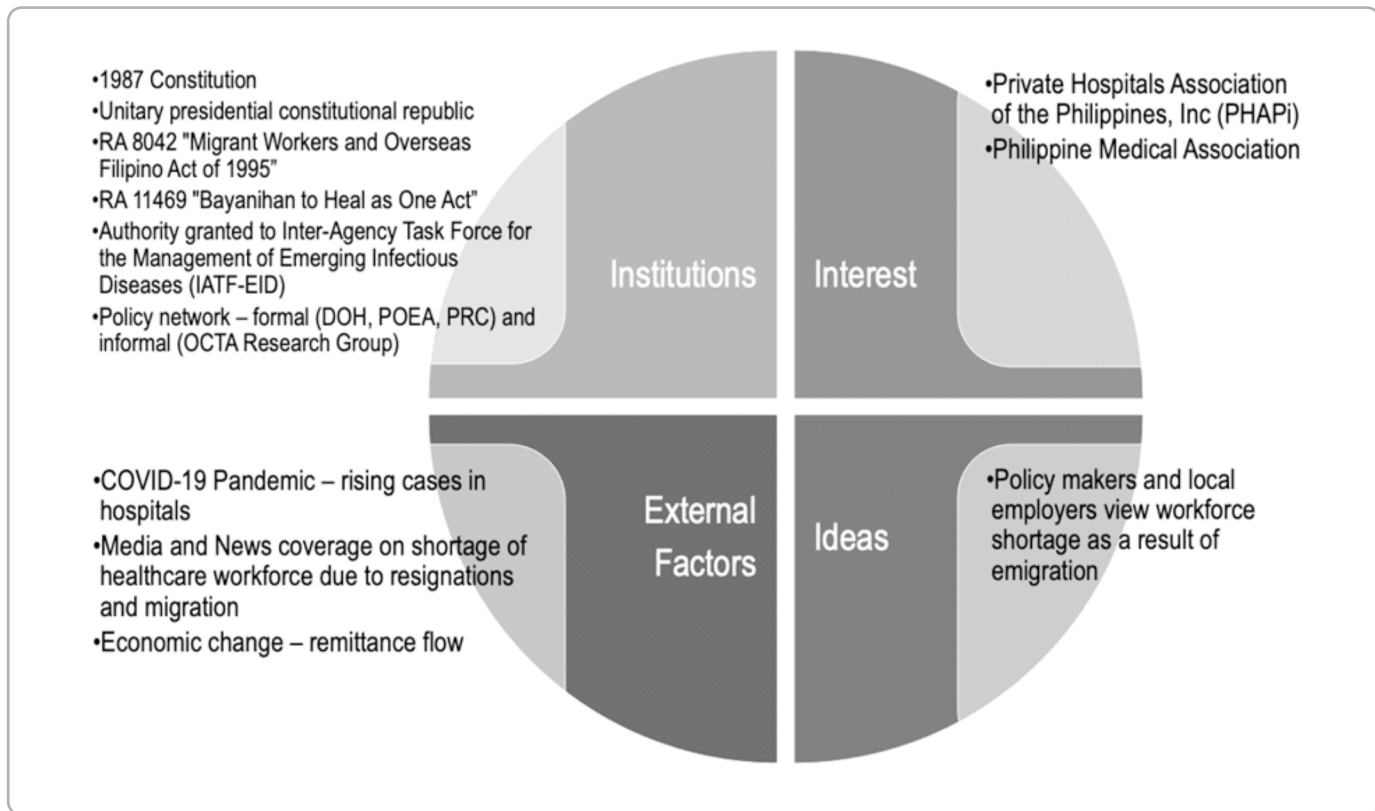 •1987 Constitution
•Unitary presidential constitutional republic
•RA 8042 "Migrant Workers and Overseas
Filipino Act of 1995”
•RA 11469 "Bayanihan to Heal as One Act”
•Authority granted to Inter-Agency Task Force for
the Management of Emerging Infectious
Diseases (IATF-EID)
•Policy network – formal (DOH, POEA, PRC) and
informal (OCTA Research Group)
Institutions
Interest
•Private Hospitals Association
of the Philippines, Inc (PHAPi)
•Philippine Medical Association
•COVID-19 Pandemic – rising cases in
hospitals
•Media and News coverage on shortage of
healthcare workforce due to resignations
and migration
•Economic change – remittance flow
External
Factors
Ideas
•Policy makers and local
employers view workforce
shortage as a result of
emigration